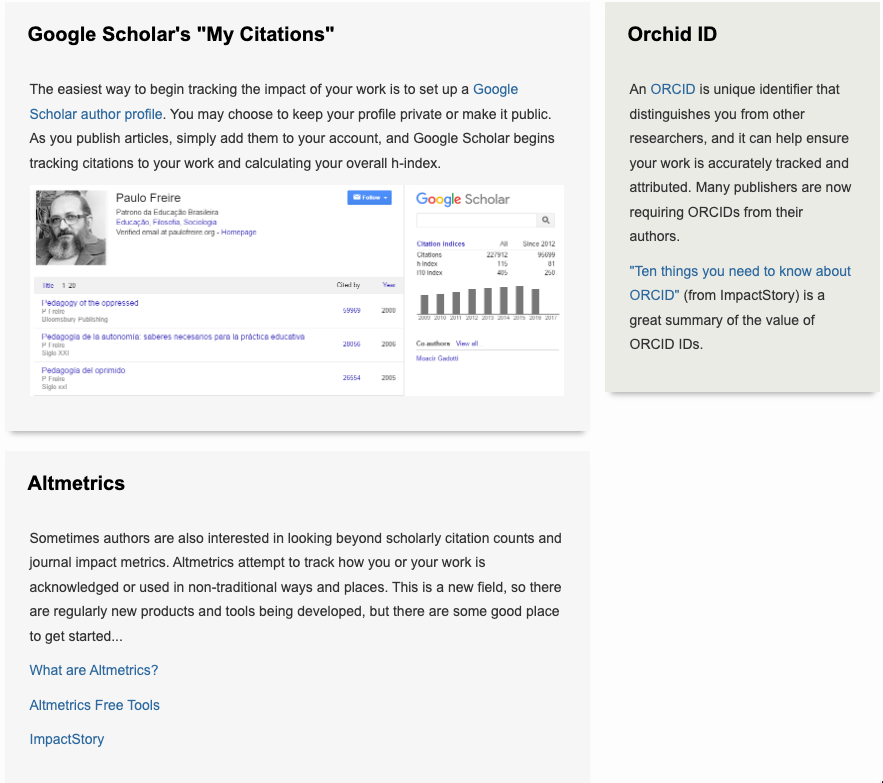 Google Scholar's "My Citations"
The easiest way to begin tracking the impact of your work is to set up a Google
Scholar author profile. You may choose to keep your profile private or make it public.
As you publish articles, simply add them to your account, and Google Scholar begins
tracking citations to your work and calculating your overall h-index.
Paulo Freire
Follow
Patrono da Educação Brasileira
Educação, Filosofia, Sociologia
Verified email at paulofreire.org - Homepage
Title 1-20 Cited by Year
Pedagogy of the oppressed 59969 2000
P Freire
Bloomsbury Publishing
Pedagogía de la autonomía: saberes necesarios para la práctica educativa 28056 2006
P Freire
Siglo XXI
Pedagogía del oprimido 26554 2005
P Freire
Siglo xxi
Google Scholar
Citation indices All Since 2012
Citations 227912 95699
h-index 115 81
i10-index 405 250
2009 2010 2011 2012 2013 2014 2015 2016 2017
Co-authors View all...
Moacir Gadotti
Orchid ID
An ORCID is unique identifier that
distinguishes you from other
researchers, and it can help ensure
your work is accurately tracked and
attributed. Many publishers are now
requiring ORCIDs from their
authors.
"Ten things you need to know about
ORCID" (from ImpactStory) is a
great summary of the value of
ORCID IDs.
Altmetrics
Sometimes authors are also interested in looking beyond scholarly citation counts and
journal impact metrics. Altmetrics attempt to track how you or your work is
acknowledged or used in non-traditional ways and places. This is a new field, so there
are regularly new products and tools being developed, but there are some good place
to get started...
What are Altmetrics?
Altmetrics Free Tools
ImpactStory